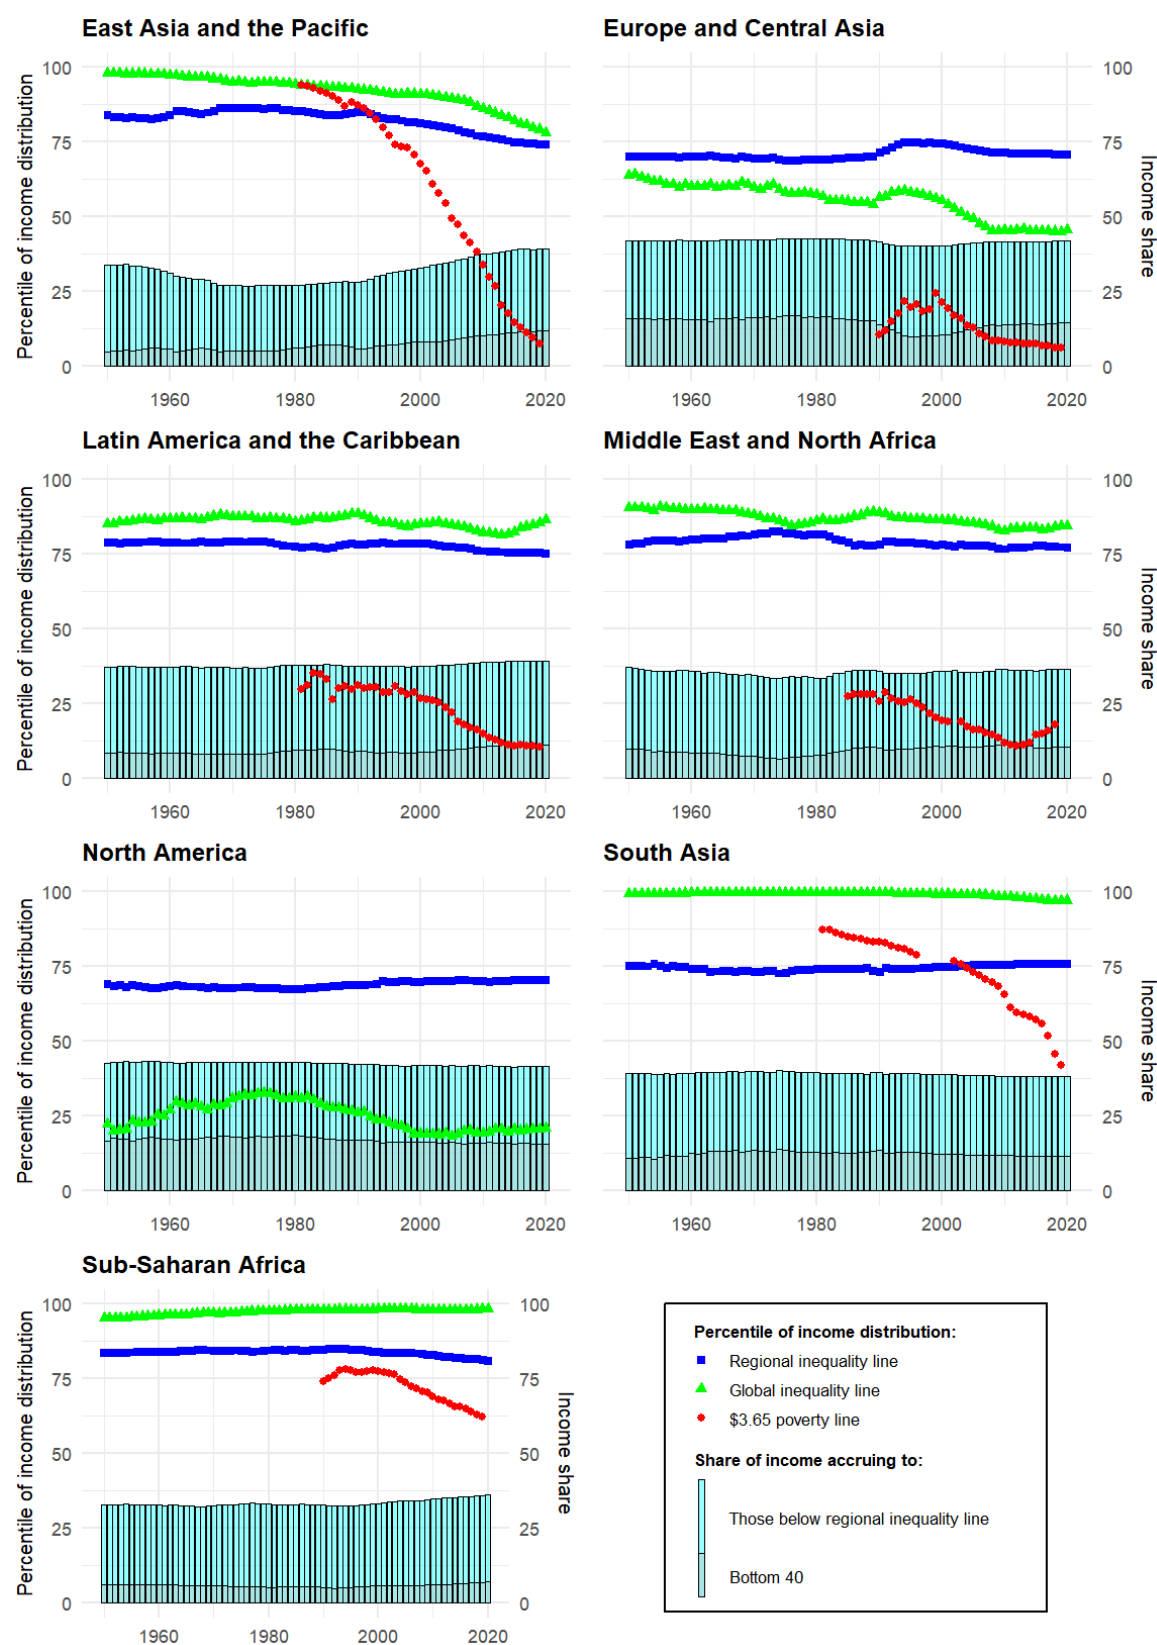 East Asia and the Pacific
Europe and Central Asia
Percentile of income distribution
100
75
50
25
0
1960 1980 2000 2020
1960 1980 2000 2020
100
75
50
25
0
Income share
Latin America and the Caribbean
Middle East and North Africa
Percentile of income distribution
100
75
50
25
0
1960 1980 2000 2020
1960 1980 2000 2020
100
75
50
25
0
Income share
North America
South Asia
Percentile of income distribution
100
75
50
25
0
1960 1980 2000 2020
1960 1980 2000 2020
100
75
50
25
0
Income share
Sub-Saharan Africa
Percentile of income distribution
100
75
50
25
0
1960 1980 2000 2020
100
75
50
25
0
Income share
Percentile of income distribution:
Regional inequality line
Global inequality line
$3.65 poverty line
Share of income accruing to:
Those below regional inequality line
Bottom 40